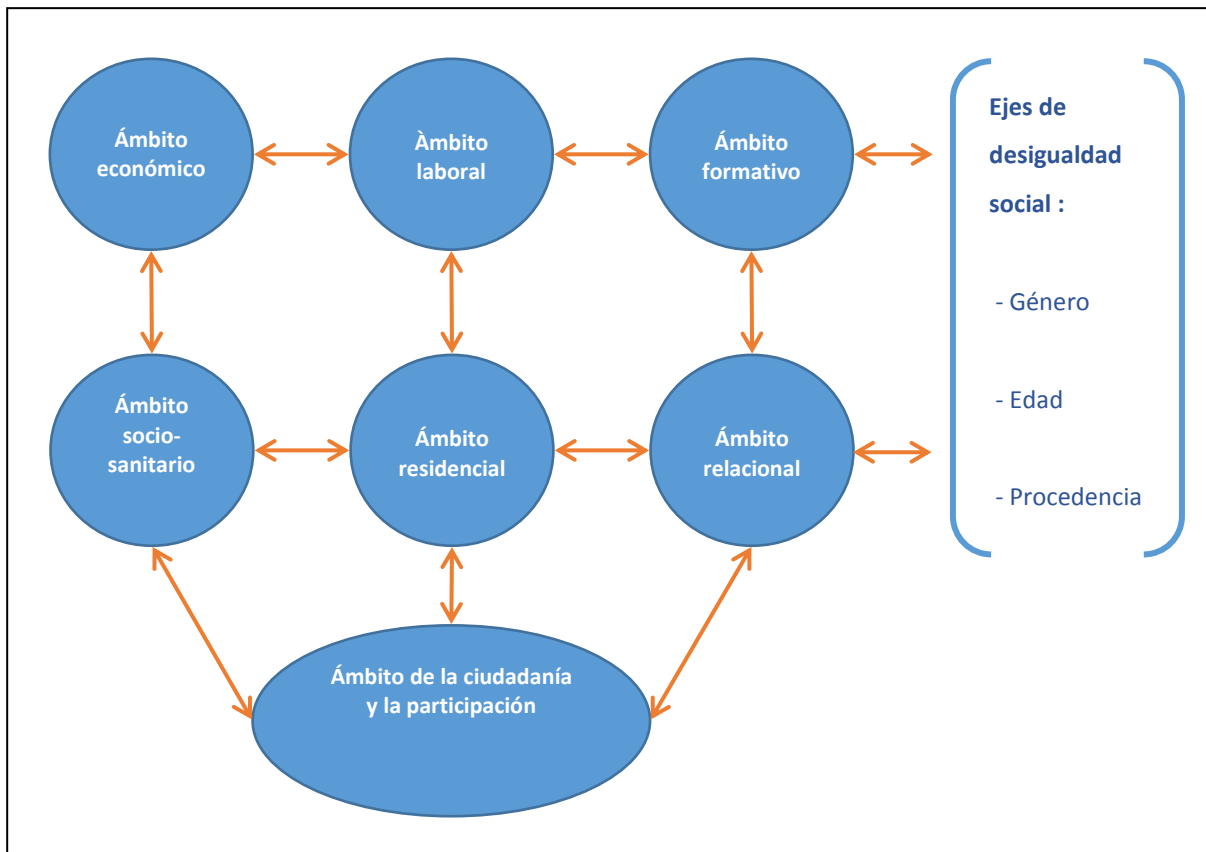 Ámbito
económico
Àmbito
laboral
Ámbito
formativo
Ejes de
desigualdad
social :
- Género
- Edad
- Procedencia
Ámbito
socio-
sanitario
Ámbito
residencial
Ámbito
relacional
Ámbito de la ciudadanía
y la participación